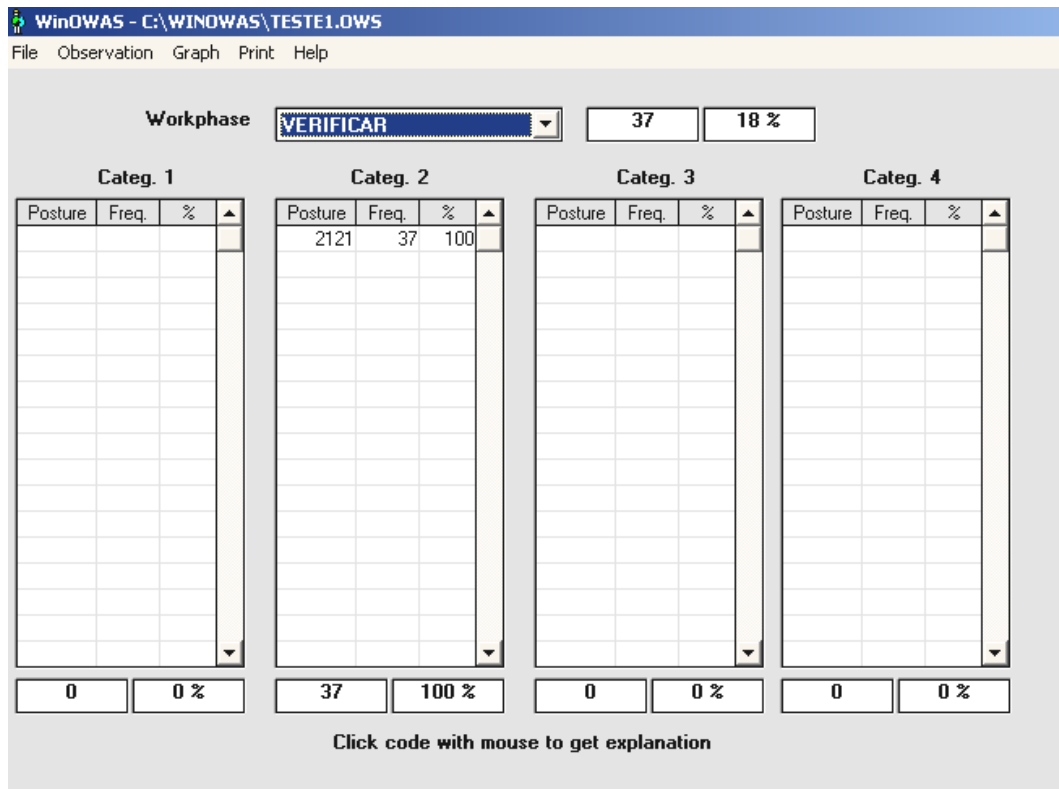 WinOWAS - C:\WINOWAS\TESTE1.OWS
File Observation Graph Print Help
Workphase VERIFICAR 37 18 %
Categ. 1 Categ. 2 Categ. 3 Categ. 4
Posture Freq. % Posture Freq. % Posture Freq. % Posture Freq. %
2121 37 100
0 0 % 37 100 % 0 0 % 0 0 %
Click code with mouse to get explanation